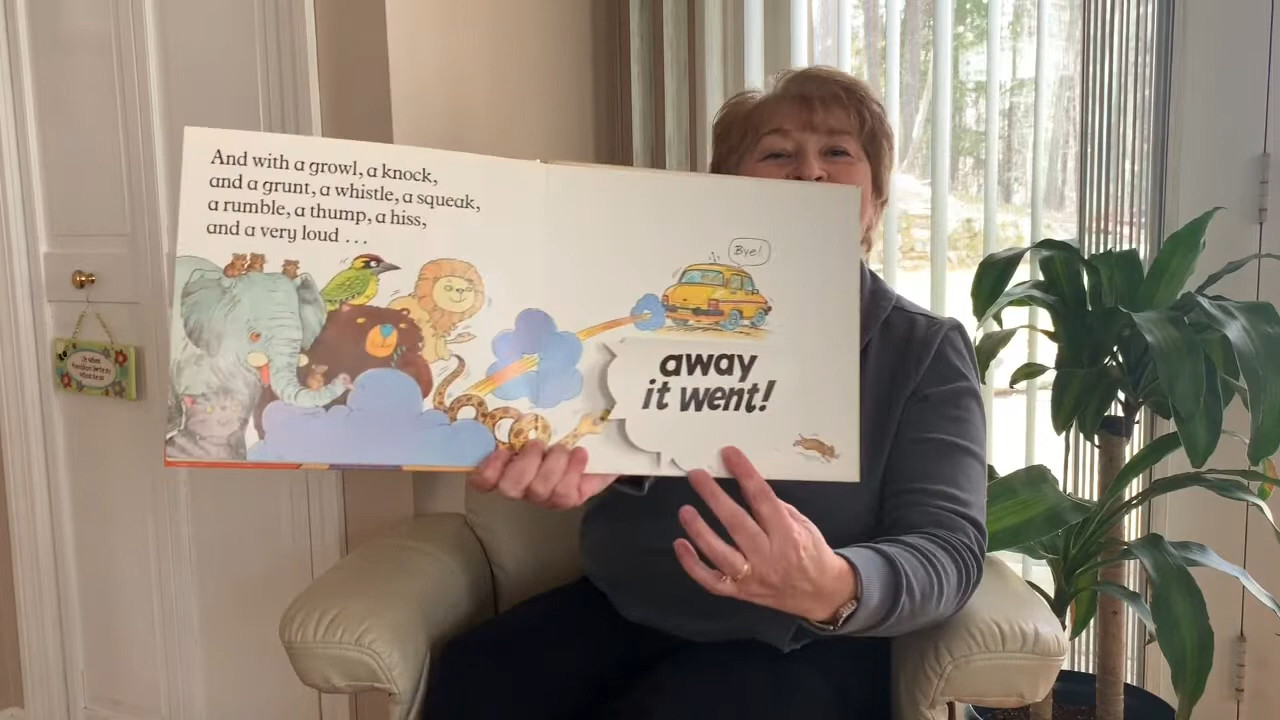 And with a growl, a knock,
and a grunt, a whistle, a squeak,
a rumble, a thump, a hiss,
and a very loud ...
Bye!
away
it went!